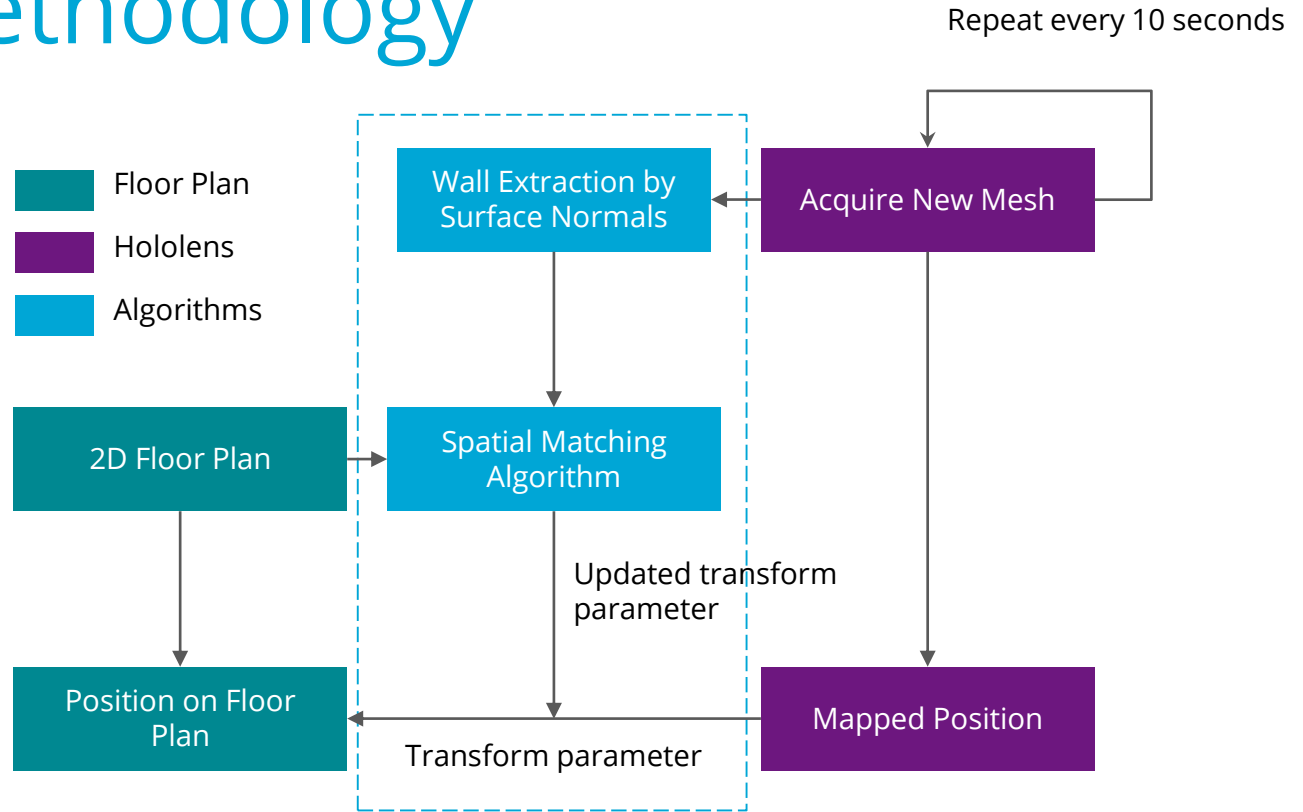 ethodology
Repeat every 10 seconds
Floor Plan
Hololens
Algorithms
Wall Extraction by
Surface Normals
Acquire New Mesh
2D Floor Plan
Spatial Matching
Algorithm
Updated transform
parameter
Position on Floor
Plan
Transform parameter
Mapped Position